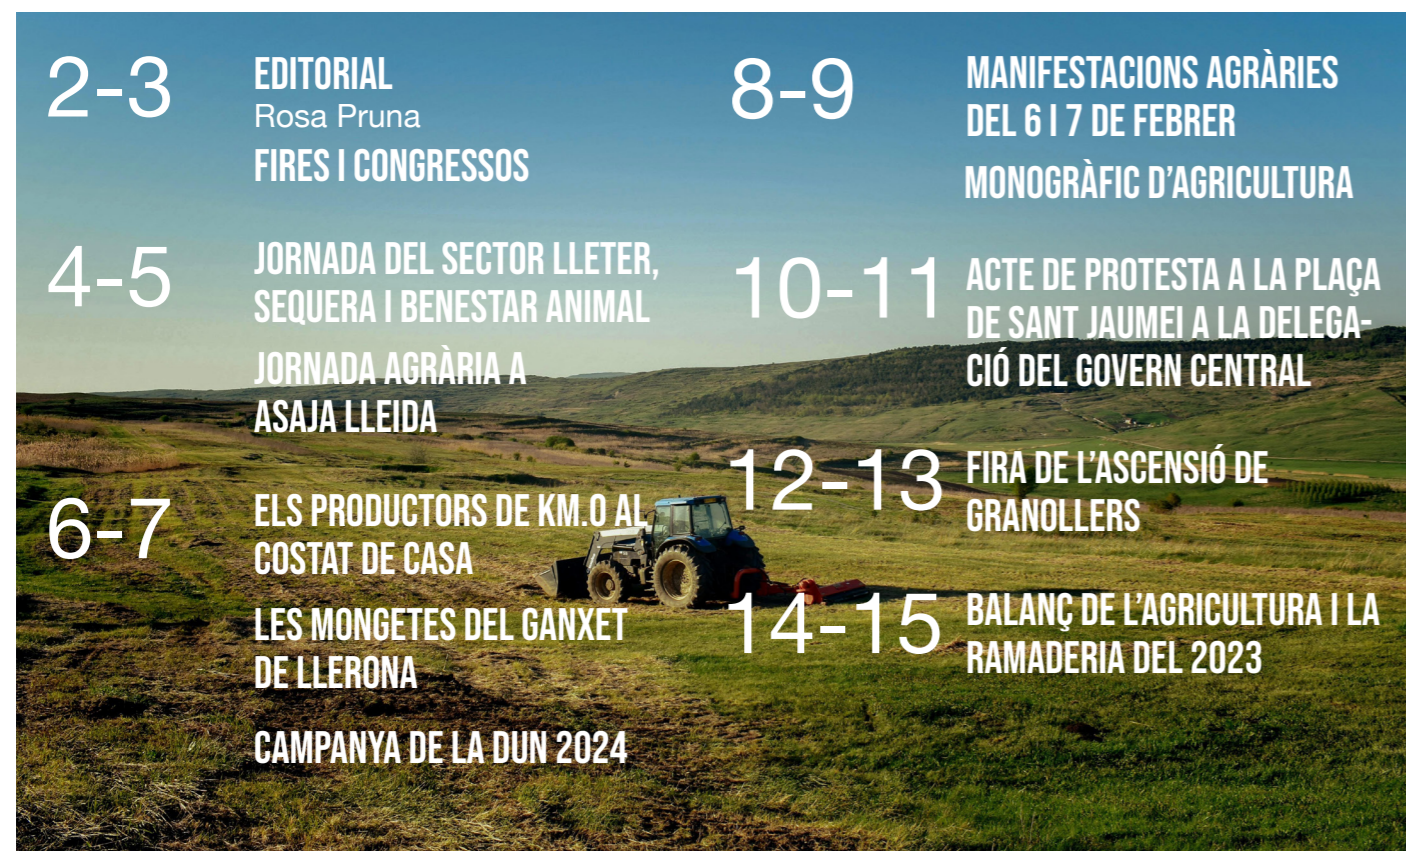 2-3
EDITORIAL
Rosa Pruna
FIRES I CONGRESSOS
4-5
JORNADA DEL SECTOR LLETER,
SEQUERA I BENESTAR ANIMAL
JORNADA AGRÀRIA A
ASAJA LLEIDA
6-7
ELS PRODUCTORS DE KM.0 AL
COSTAT DE CASA
LES MONGETES DEL GANXET
DE LLERONA
CAMPANYA DE LA DUN 2024
8-9
MANIFESTACIONS AGRÀRIES
DEL 6 I 7 DE FEBRER
MONOGRÀFIC D’AGRICULTURA
10-11
ACTE DE PROTESTA A LA PLAÇA
DE SANT JAUMEI A LA DELEGA-
CIÓ DEL GOVERN CENTRAL
12-13
FIRA DE L’ASCENSIÓ DE
GRANOLLERS
14-15
BALANÇ DE L’AGRICULTURA I LA
RAMADERIA DEL 2023